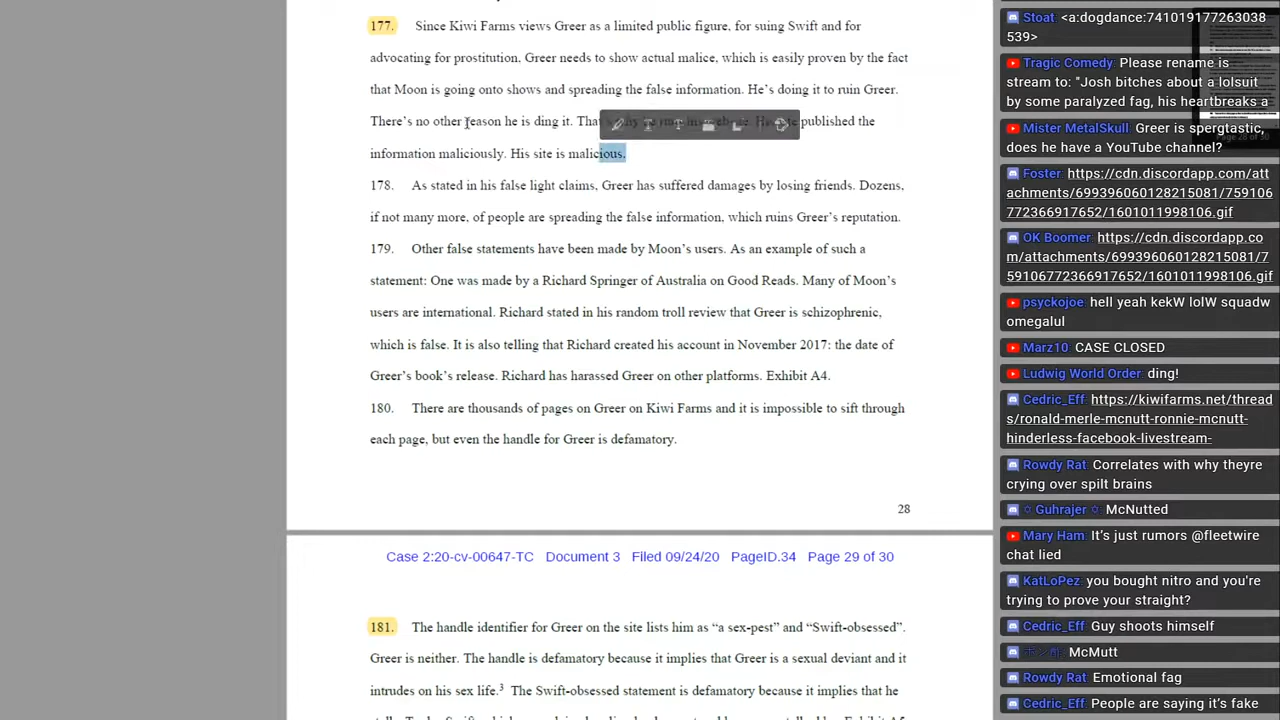 177. Since Kiwi Farms views Greer as a limited public figure, for suing Swift and for
advocating for prostitution, Greer needs to show actual malice, which is easily proven by the fact
that Moon is going onto shows and spreading the false information. He's doing it to ruin Greer.
There's no other reason he is ding it. That published the
information maliciously. His site is malicious.
178. As stated in his false light claims, Greer has suffered damages by losing friends. Dozens,
if not many more, of people are spreading the false information, which ruins Greer's reputation.
179. Other false statements have been made by Moon's users. As an example of such a
statement: One was made by a Richard Springer of Australia on Good Reads. Many of Moon's
users are international. Richard stated in his random troll review that Greer is schizophrenic,
which is false. It is also telling that Richard created his account in November 2017: the date of
Greer's book's release. Richard has harassed Greer on other platforms. Exhibit A4.
180. There are thousands of pages on Greer on Kiwi Farms and it is impossible to sift through
each page, but even the handle for Greer is defamatory.
28
Case 2:20-cv-00647-TC Document 3 Filed 09/24/20 PageID.34 Page 29 of 30
181. The handle identifier for Greer on the site lists him as “a sex-pest” and “Swift-obsessed”.
Greer is neither. The handle is defamatory because it implies that Greer is a sexual deviant and it
intrudes on his sex life.3 The Swift-obsessed statement is defamatory because it implies that he
Stoat: <a:dogdance:741019177263038
539>
Tragic Comedy: Please rename is
stream to: "Josh bitches about a lolsuit
by some paralyzed fag, his heartbreaks a
Mister MetalSkull: Greer is spergtastic,
does he have a YouTube channel?
Foster: https://cdn.discordapp.com/att
achments/699396060128215081/759106
772366917652/1601011998106.gif
OK Boomer: https://cdn.discordapp.co
m/attachments/699396060128215081/7
59106772366917652/1601011998106.gif
psyckojoe: hell yeah kekW lolW squadw
omegalul
Marz10: CASE CLOSED
Ludwig World Order: ding!
Cedric_Eff: https://kiwifarms.net/thread
s/ronald-merle-mcnutt-ronnie-mcnutt-
hinderless-facebook-livestream-
Rowdy Rat: Correlates with why theyre
crying over spilt brains
✡ Guhrajer ✡: McNutted
Mary Ham: It's just rumors @fleetwire
chat lied
KatLoPez: you bought nitro and you're
trying to prove your straight?
Cedric_Eff: Guy shoots himself
McMutt
Rowdy Rat: Emotional fag
Cedric_Eff: People are saying it's fake